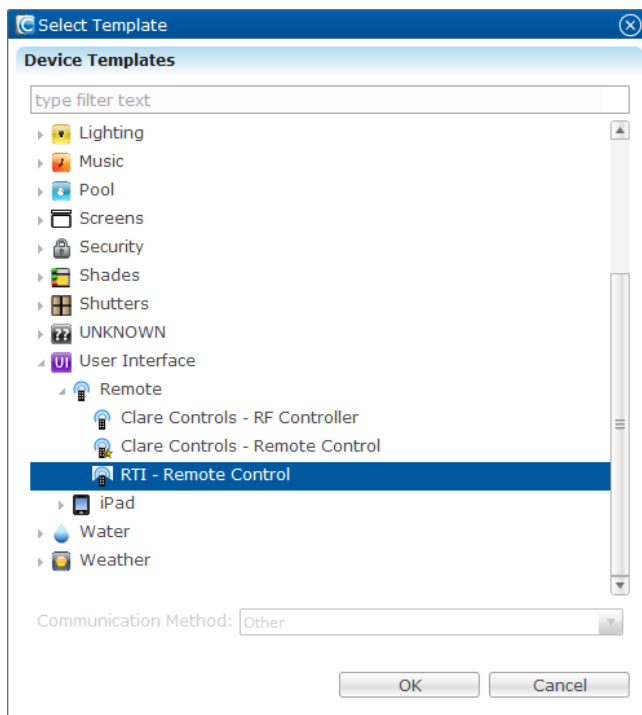 Select Template
Device Templates
type filter text
Lighting
Music
Pool
Screens
Security
Shades
Shutters
?? UNKNOWN
UI User Interface
Remote
Clare Controls - RF Controller
Clare Controls - Remote Control
RTI - Remote Control
iPad
Water
Weather
Communication Method: Other
OK Cancel